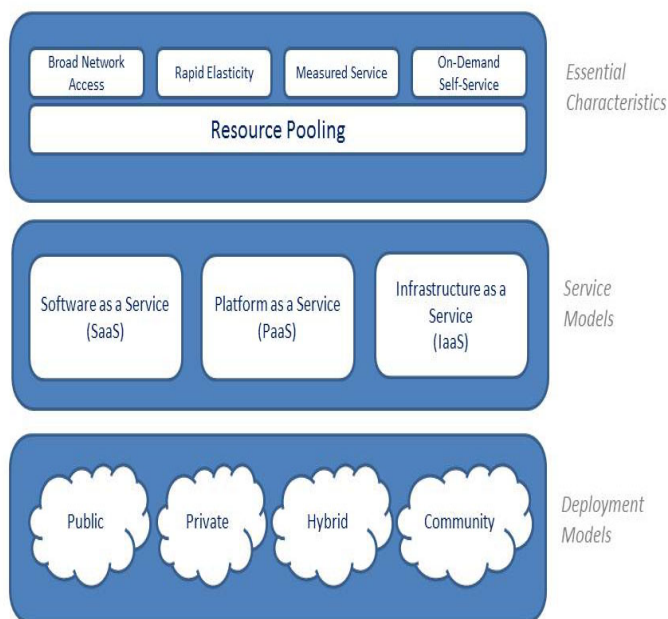 Broad Network
Access
Rapid Elasticity
Measured Service
On-Demand
Self-Service
Resource Pooling
Essential
Characteristics
Software as a Service
(SaaS)
Platform as a Service
(PaaS)
Infrastructure as a
Service
(IaaS)
Service
Models
Public
Private
Hybrid
Community
Deployment
Models